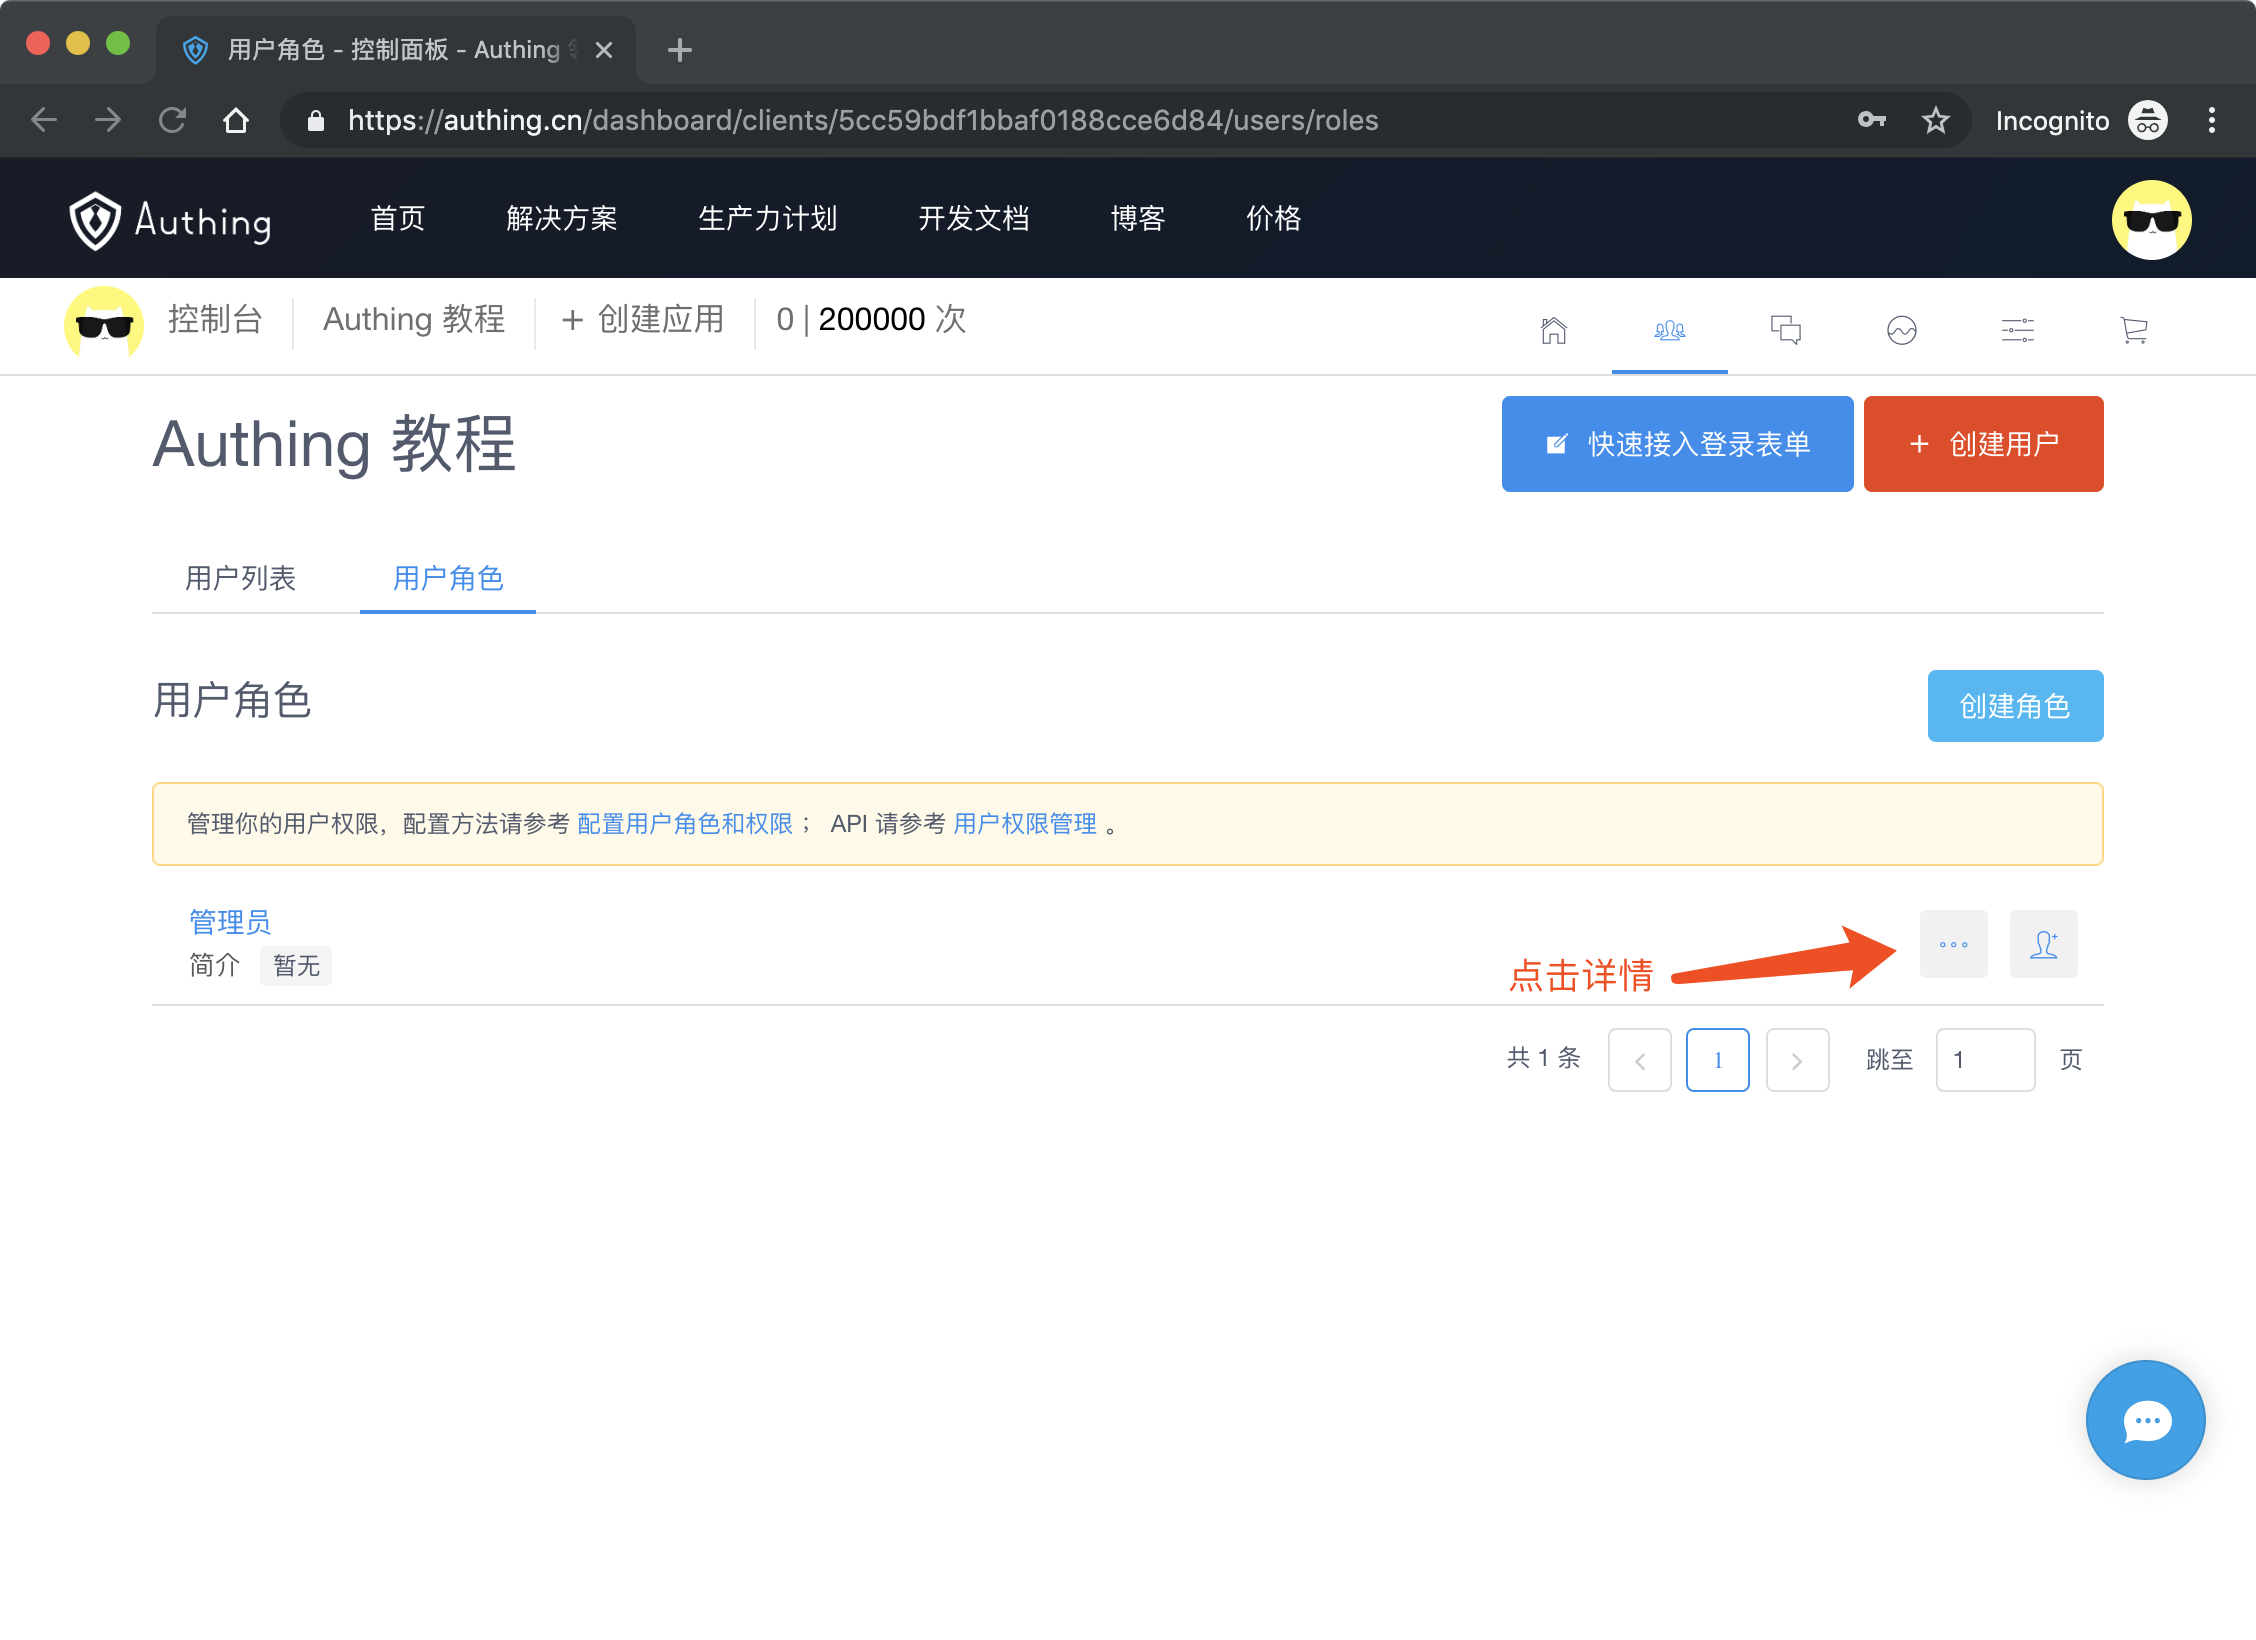 用户角色 - 控制面板 - Authing
https://authing.cn/dashboard/clients/5cc59bdf1bbaf0188cce6d84/users/roles
Incognito
Authing
首页
解决方案
生产力计划
开发文档
博客
价格
控制台
Authing 教程
+ 创建应用
0 | 200000 次
Authing 教程
快速接入登录表单
+ 创建用户
用户列表
用户角色
用户角色
创建角色
管理你的用户权限，配置方法请参考 配置用户角色和权限 ； API 请参考 用户权限管理 。
管理员
简介 暂无
点击详情
共 1 条
1
跳至 1 页